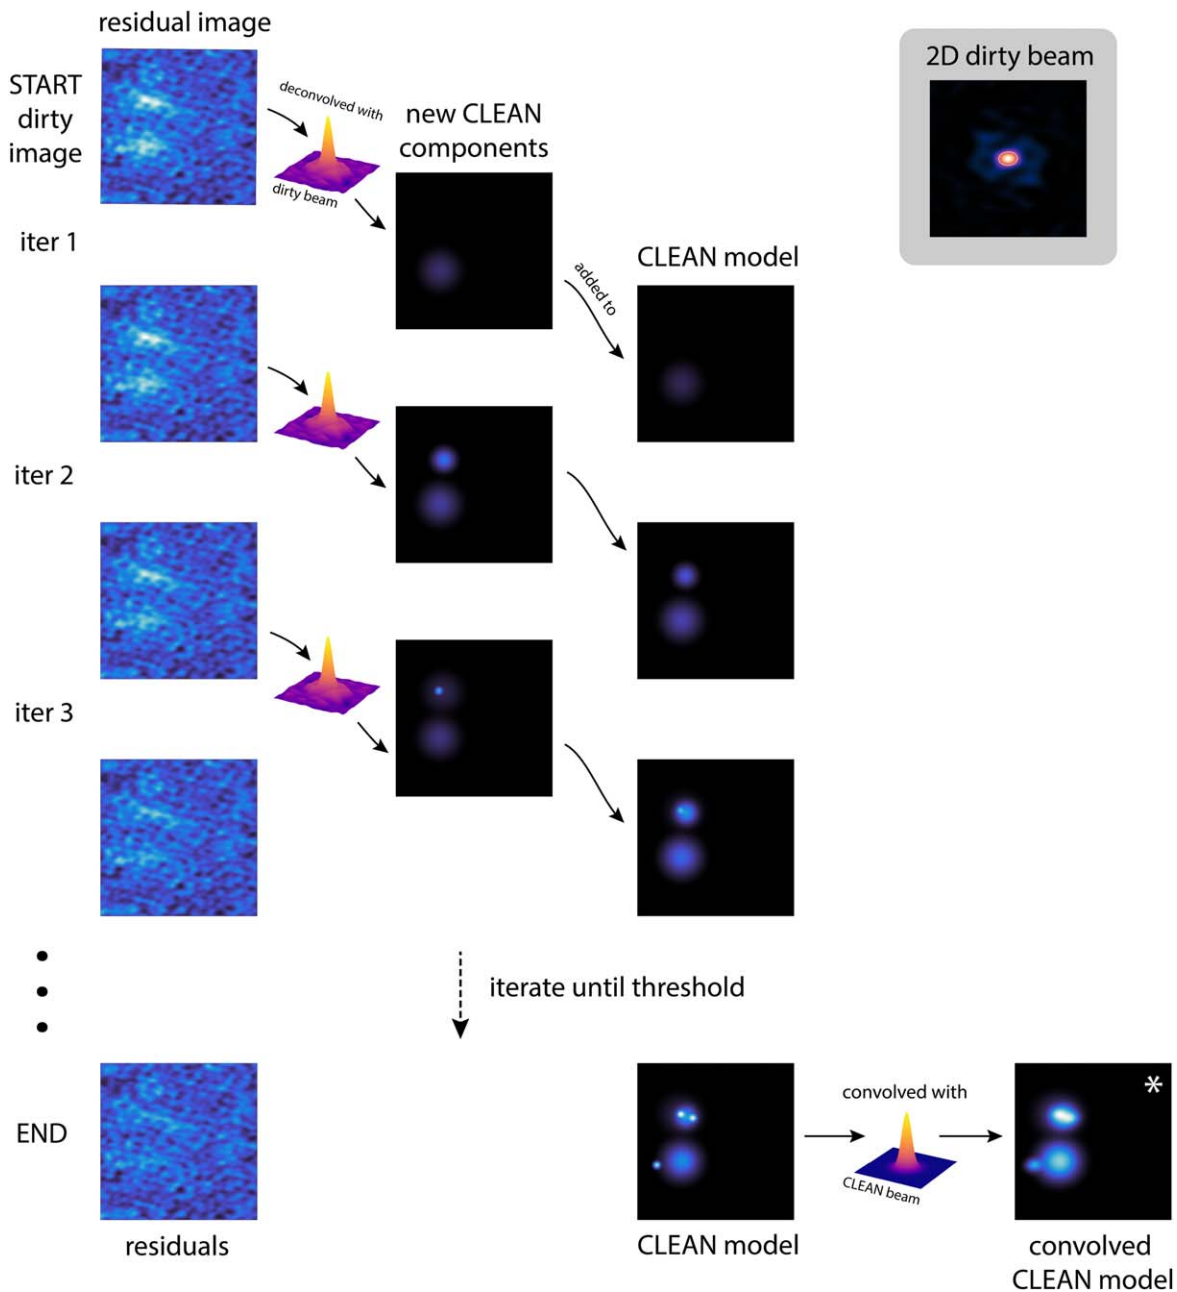 residual image
START
dirty
image
deconvolved with
dirty beam
new CLEAN
components
2D dirty beam
iter 1
added to
CLEAN model
iter 2
iter 3
iterate until threshold
END
residuals
CLEAN model
convolved with
CLEAN beam
*
convolved
CLEAN model